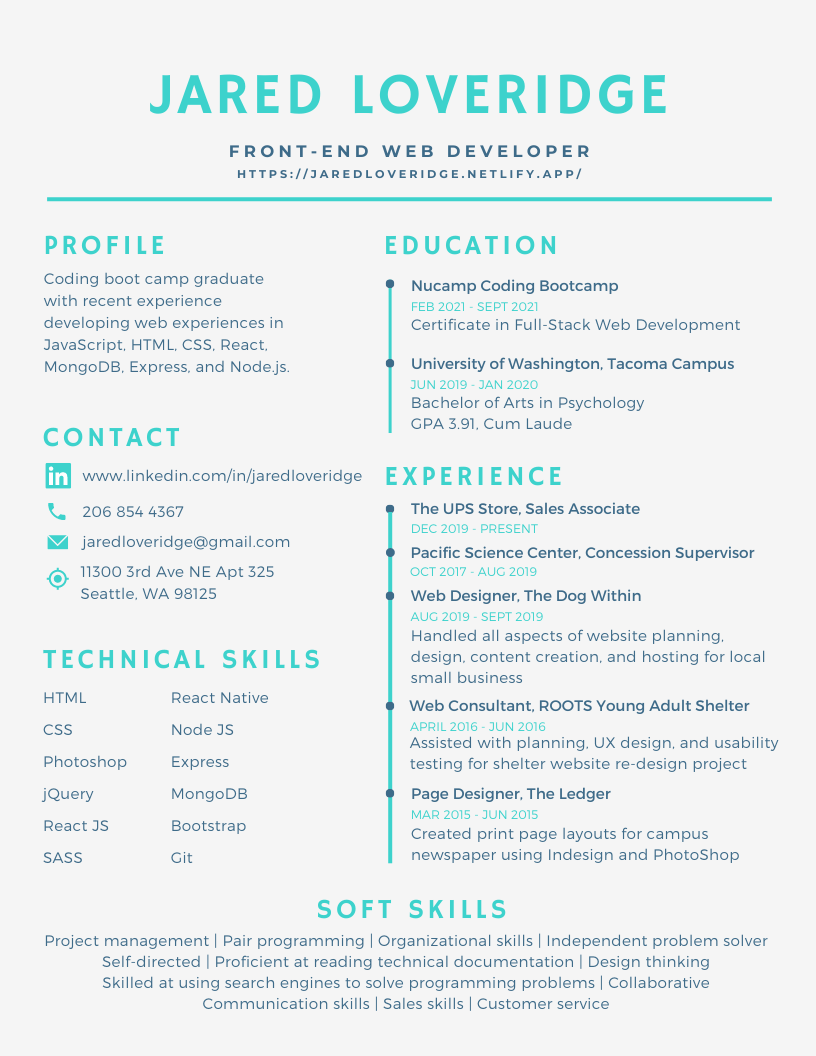 JARED LOVERIDGE
FRONT-END WEB DEVELOPER
HTTPS://JAREDLOVERIDGE.NETLIFY.APP/
PROFILE
Coding boot camp graduate
with recent experience
developing web experiences in
JavaScript, HTML, CSS, React,
MongoDB, Express, and Node.js.
CONTACT
in
www.linkedin.com/in/jaredloveridge
206 854 4367
jaredloveridge@gmail.com
11300 3rd Ave NE Apt 325
Seattle, WA 98125
TECHNICAL SKILLS
HTML
CSS
Photoshop
jQuery
React JS
SASS
React Native
Node JS
Express
MongoDB
Bootstrap
Git
EDUCATION
Nucamp Coding Bootcamp
FEB 2021 - SEPT 2021
Certificate in Full-Stack Web Development
University of Washington, Tacoma Campus
JUN 2019 - JAN 2020
Bachelor of Arts in Psychology
GPA 3.91, Cum Laude
EXPERIENCE
The UPS Store, Sales Associate
DEC 2019 - PRESENT
Pacific Science Center, Concession Supervisor
OCT 2017 - AUG 2019
Web Designer, The Dog Within
AUG 2019 - SEPT 2019
Handled all aspects of website planning,
design, content creation, and hosting for local
small business
Web Consultant, ROOTS Young Adult Shelter
APRIL 2016 - JUN 2016
Assisted with planning, UX design, and usability
testing for shelter website re-design project
Page Designer, The Ledger
MAR 2015 - JUN 2015
Created print page layouts for campus
newspaper using Indesign and PhotoShop
SOFT SKILLS
Project management | Pair programming | Organizational skills | Independent problem solver
Self-directed | Proficient at reading technical documentation | Design thinking
Skilled at using search engines to solve programming problems | Collaborative
Communication skills | Sales skills | Customer service